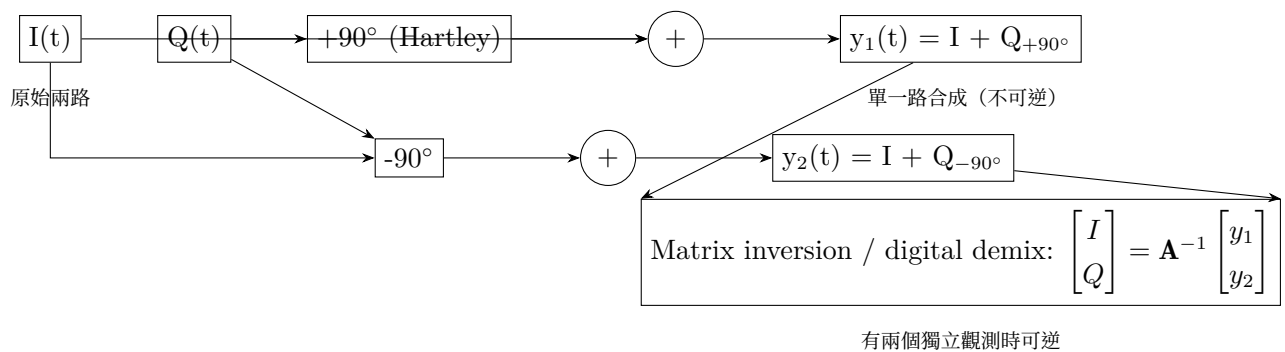 I(t) Q(t) +90° (Hartley) + y₁(t) = I + Q₊₉₀°
原始兩路 單一路合成（不可逆）
-90° + y₂(t) = I + Q₋₉₀°
Matrix inversion / digital demix: [I Q] = A⁻¹ [y₁ y₂]
有兩個獨立觀測時可逆